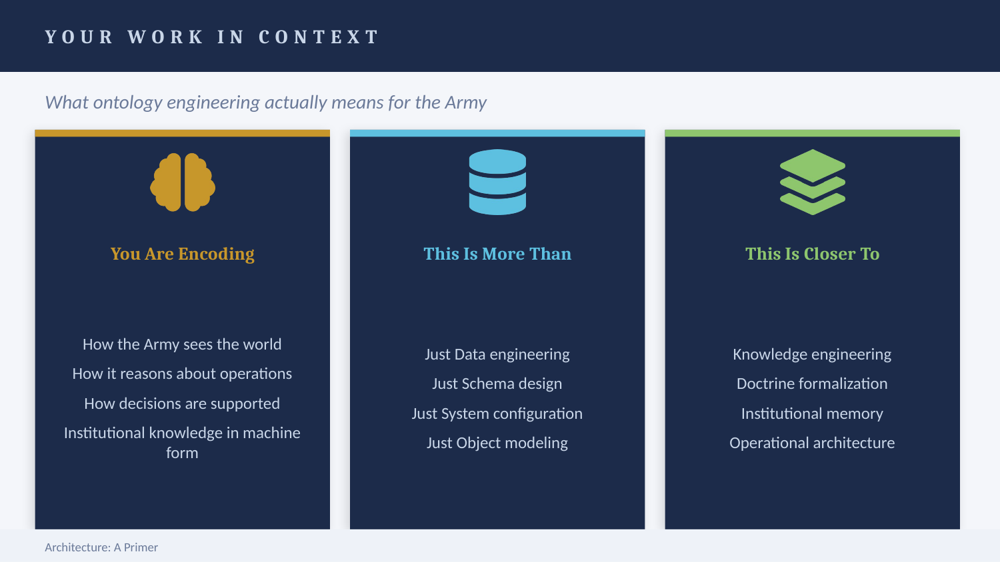 YOUR WORK IN CONTEXT
What ontology engineering actually means for the Army
You Are Encoding
How the Army sees the world
How it reasons about operations
How decisions are supported
Institutional knowledge in machine
form
This Is More Than
Just Data engineering
Just Schema design
Just System configuration
Just Object modeling
This Is Closer To
Knowledge engineering
Doctrine formalization
Institutional memory
Operational architecture
Architecture: A Primer